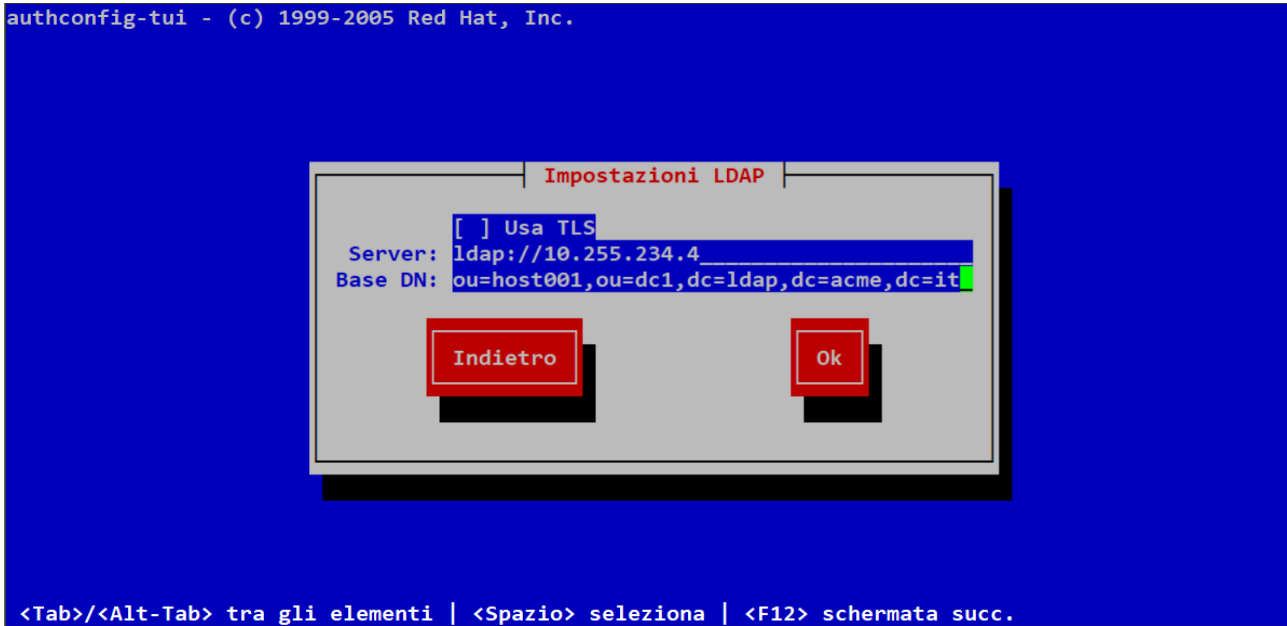 authconfig-tui - (c) 1999-2005 Red Hat, Inc.
Impostazioni LDAP
[ ] Usa TLS
Server: ldap://10.255.234.4_____________________
Base DN: ou=host001,ou=dc1,dc=ldap,dc=acme,dc=it_
Indietro Ok
<Tab>/<Alt-Tab> tra gli elementi | <Spazio> seleziona | <F12> schermata succ.